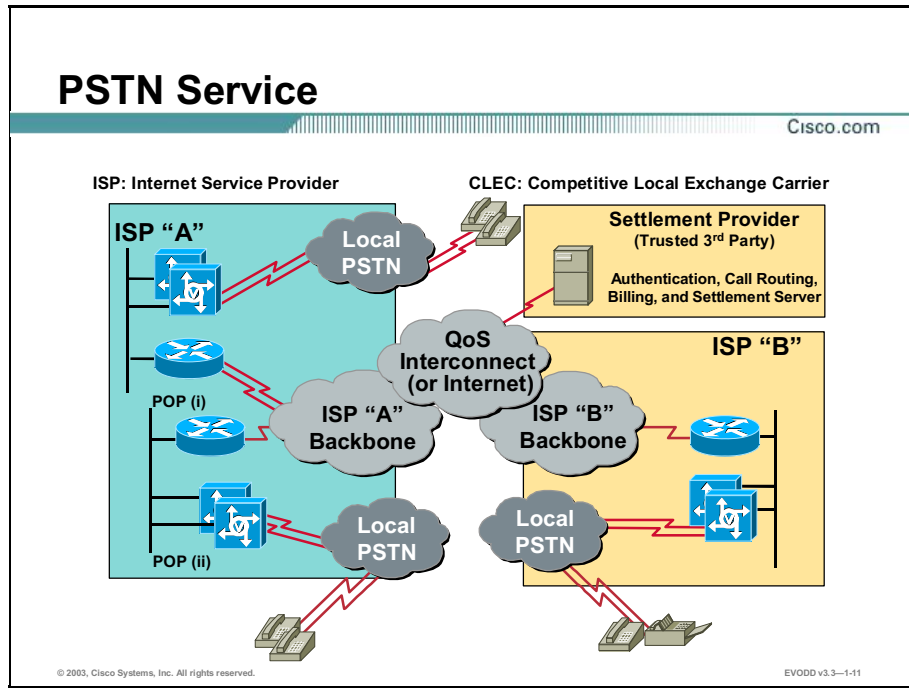 PSTN Service
Cisco.com
ISP: Internet Service Provider
CLEC: Competitive Local Exchange Carrier
ISP “A”
Local
PSTN
Settlement Provider
(Trusted 3rd Party)
Authentication, Call Routing,
Billing, and Settlement Server
QoS
Interconnect
(or Internet)
ISP “B”
POP (i)
ISP “A”
Backbone
ISP “B”
Backbone
Local
PSTN
Local
PSTN
POP (ii)
© 2003, Cisco Systems, Inc. All rights reserved.
EVODD v3.3—1-11